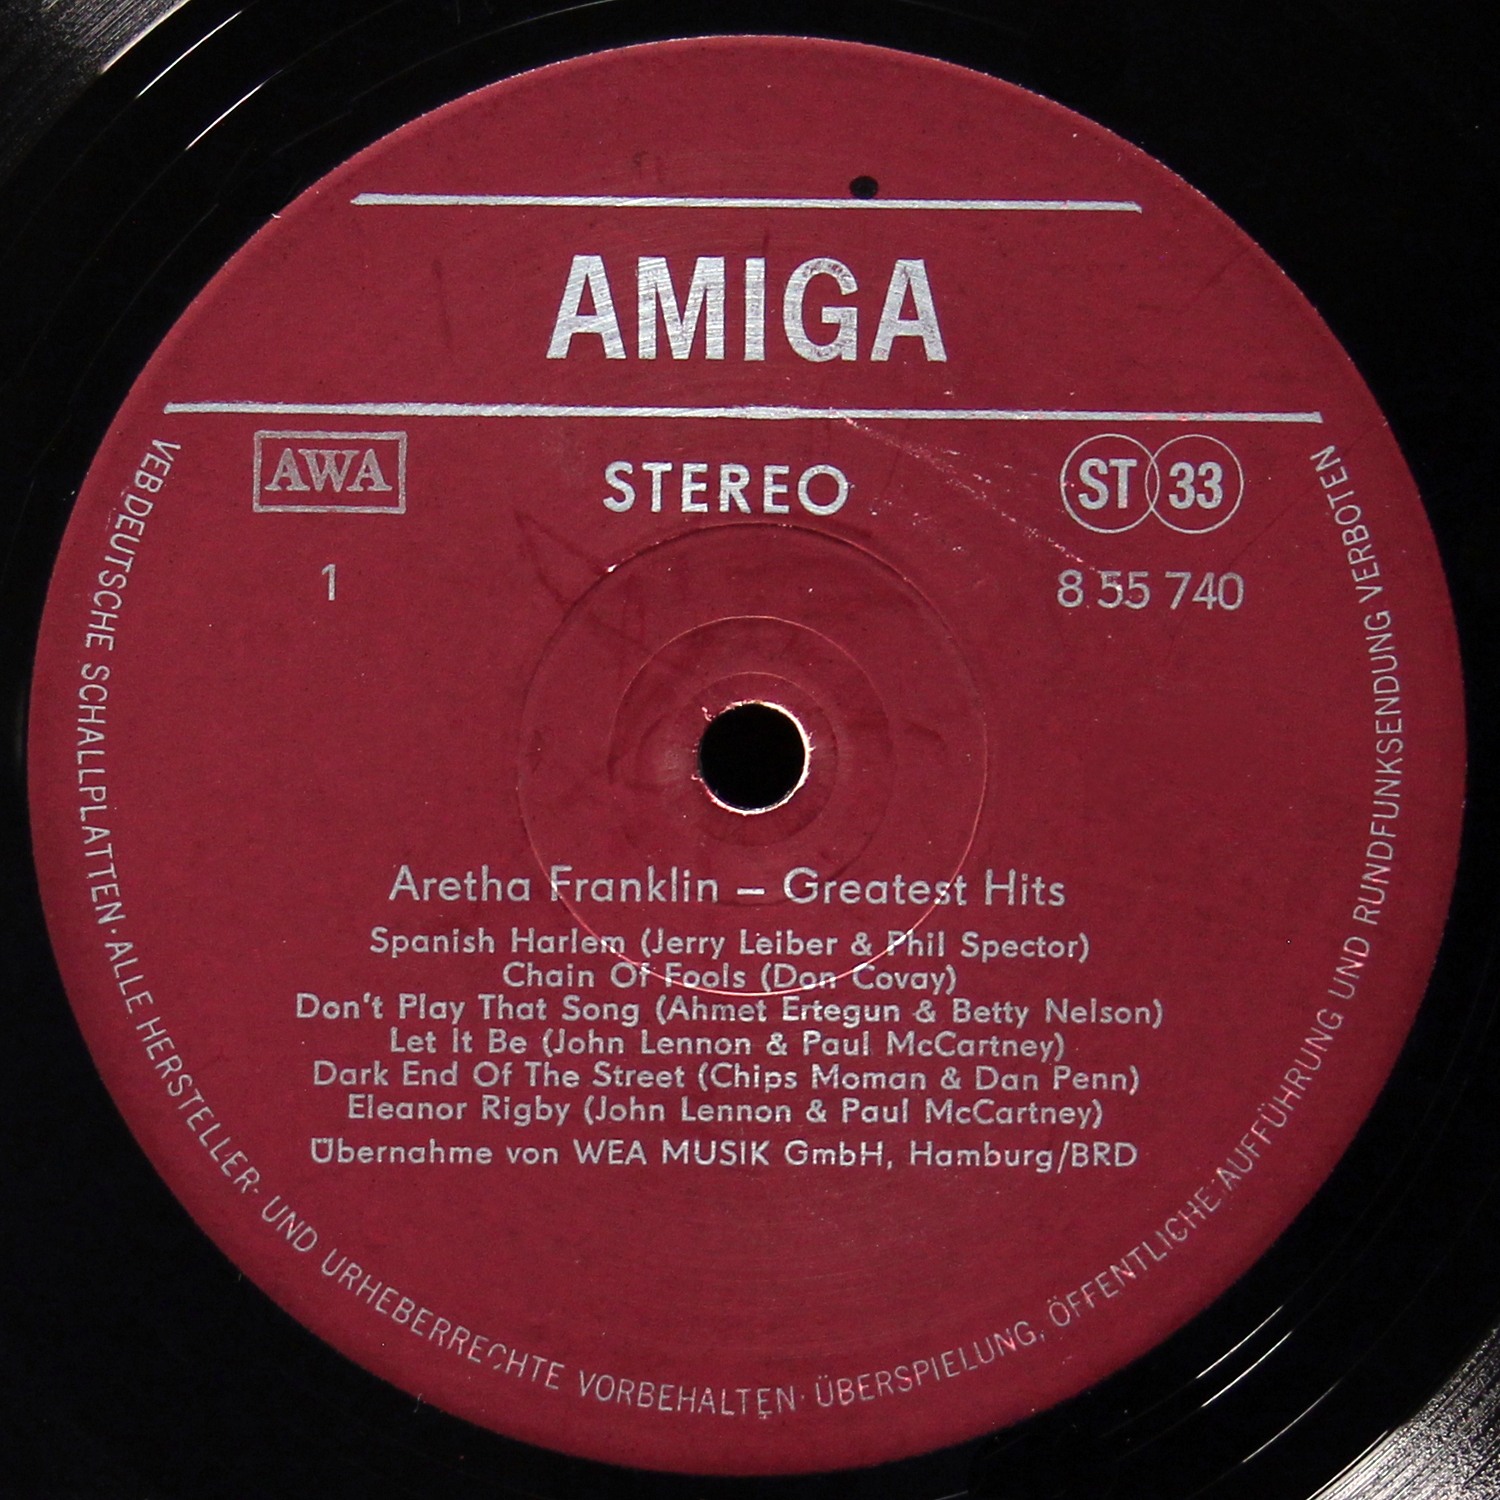 AMIGA
AWA STEREO ST 33
1 8 55 740
Aretha Franklin – Greatest Hits
Spanish Harlem (Jerry Leiber & Phil Spector)
Chain Of Fools (Don Covay)
Don't Play That Song (Ahmet Ertegun & Betty Nelson)
Let It Be (John Lennon & Paul McCartney)
Dark End Of The Street (Chips Moman & Dan Penn)
Eleanor Rigby (John Lennon & Paul McCartney)
Übernahme von WEA MUSIK GmbH, Hamburg/BRD
VEB DEUTSCHE SCHALLPLATTEN · ALLE HERSTELLER- UND URHEBERRECHTE VORBEHALTEN · ÜBERSPIELUNG, ÖFFENTLICHE AUFFÜHRUNG UND RUNDFUNKSENDUNG VERBOTEN